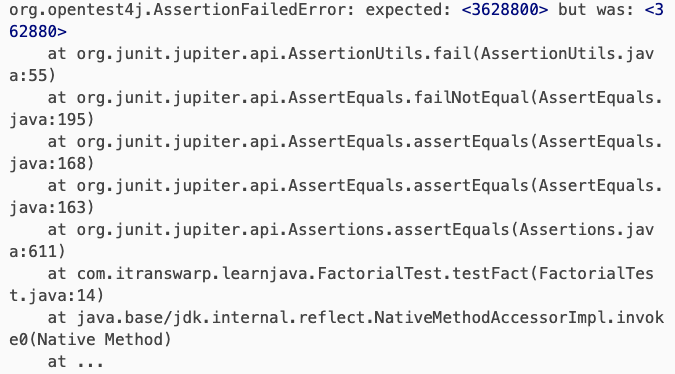 org.opentest4j.AssertionFailedError: expected: <3628800> but was: <3
62880>
    at org.junit.jupiter.api.AssertionUtils.fail(AssertionUtils.jav
a:55)
    at org.junit.jupiter.api.AssertEquals.failNotEqual(AssertEquals.
java:195)
    at org.junit.jupiter.api.AssertEquals.assertEquals(AssertEquals.
java:168)
    at org.junit.jupiter.api.AssertEquals.assertEquals(AssertEquals.
java:163)
    at org.junit.jupiter.api.Assertions.assertEquals(Assertions.jav
a:611)
    at com.itranswarp.learnjava.FactorialTest.testFact(FactorialTes
t.java:14)
    at java.base/jdk.internal.reflect.NativeMethodAccessorImpl.invok
e0(Native Method)
    at ...